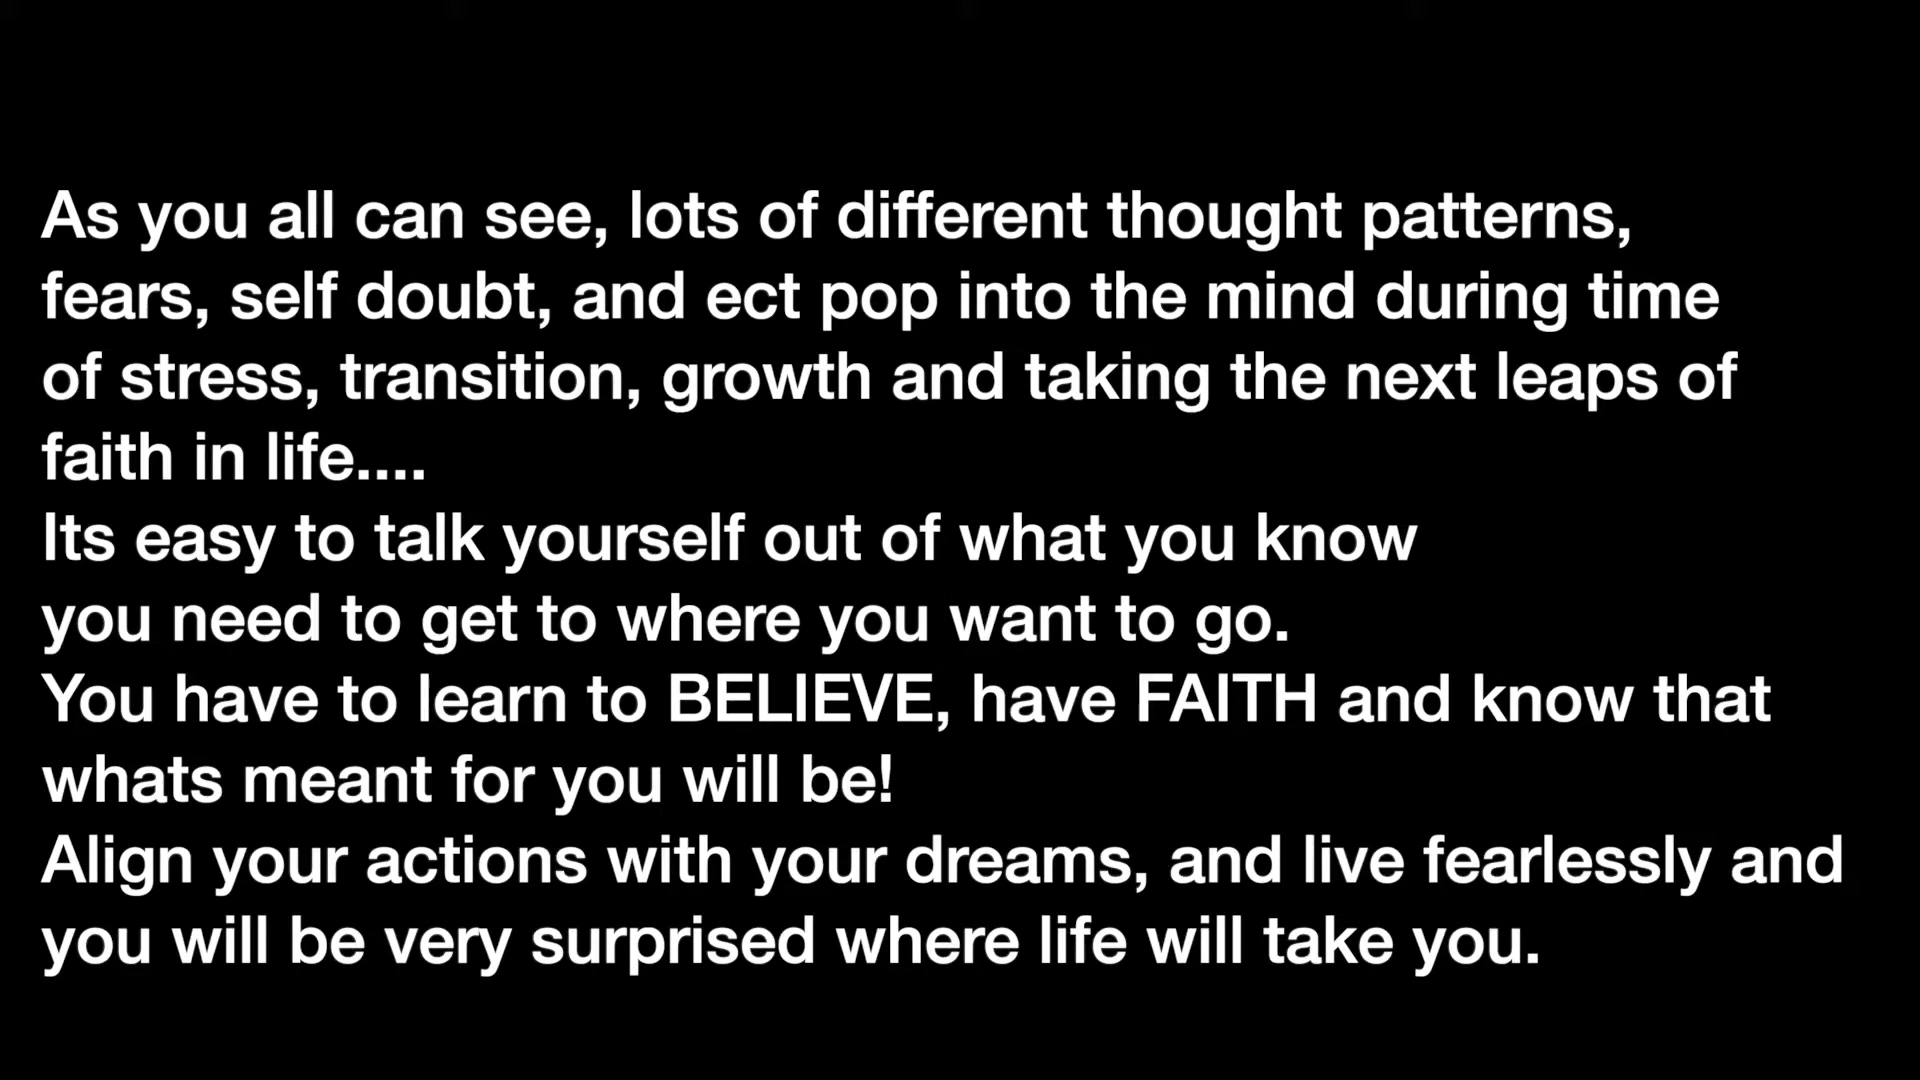 As you all can see, lots of different thought patterns,
fears, self doubt, and ect pop into the mind during time
of stress, transition, growth and taking the next leaps of
faith in life....
Its easy to talk yourself out of what you know
you need to get to where you want to go.
You have to learn to BELIEVE, have FAITH and know that
whats meant for you will be!
Align your actions with your dreams, and live fearlessly and
you will be very surprised where life will take you.